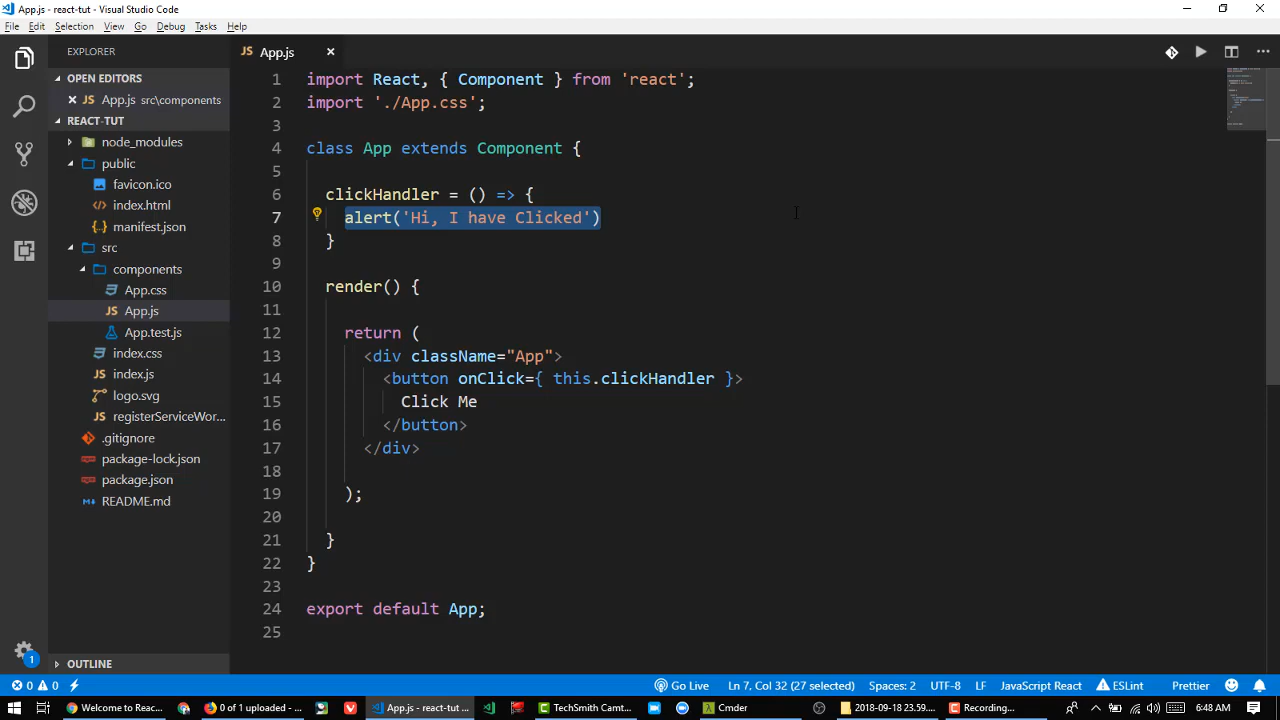 App.js - react-tut - Visual Studio Code
File Edit Selection View Go Debug Tasks Help
EXPLORER
OPEN EDITORS
App.js src\components
REACT-TUT
node_modules
public
favicon.ico
index.html
manifest.json
src
components
App.css
App.js
App.test.js
index.css
index.js
logo.svg
registerServiceWor...
.gitignore
package-lock.json
package.json
README.md
OUTLINE
JS App.js
1 import React, { Component } from 'react';
2 import './App.css';
3
4 class App extends Component {
5
6 clickHandler = () => {
7 alert('Hi, I have Clicked')
8 }
9
10 render() {
11
12 return (
13 <div className="App">
14 <button onClick={ this.clickHandler }>
15 Click Me
16 </button>
17 </div>
18
19 );
20
21 }
22 }
23
24 export default App;
25
1
0 0 Go Live Ln 7, Col 32 (27 selected) Spaces: 2 UTF-8 LF JavaScript React ESLint Prettier
Welcome to Reac... 0 of 1 uploaded - ... App.js - react-tut ... TechSmith Camt... Cmder 2018-09-18 23.59.... Recording... 6:48 AM